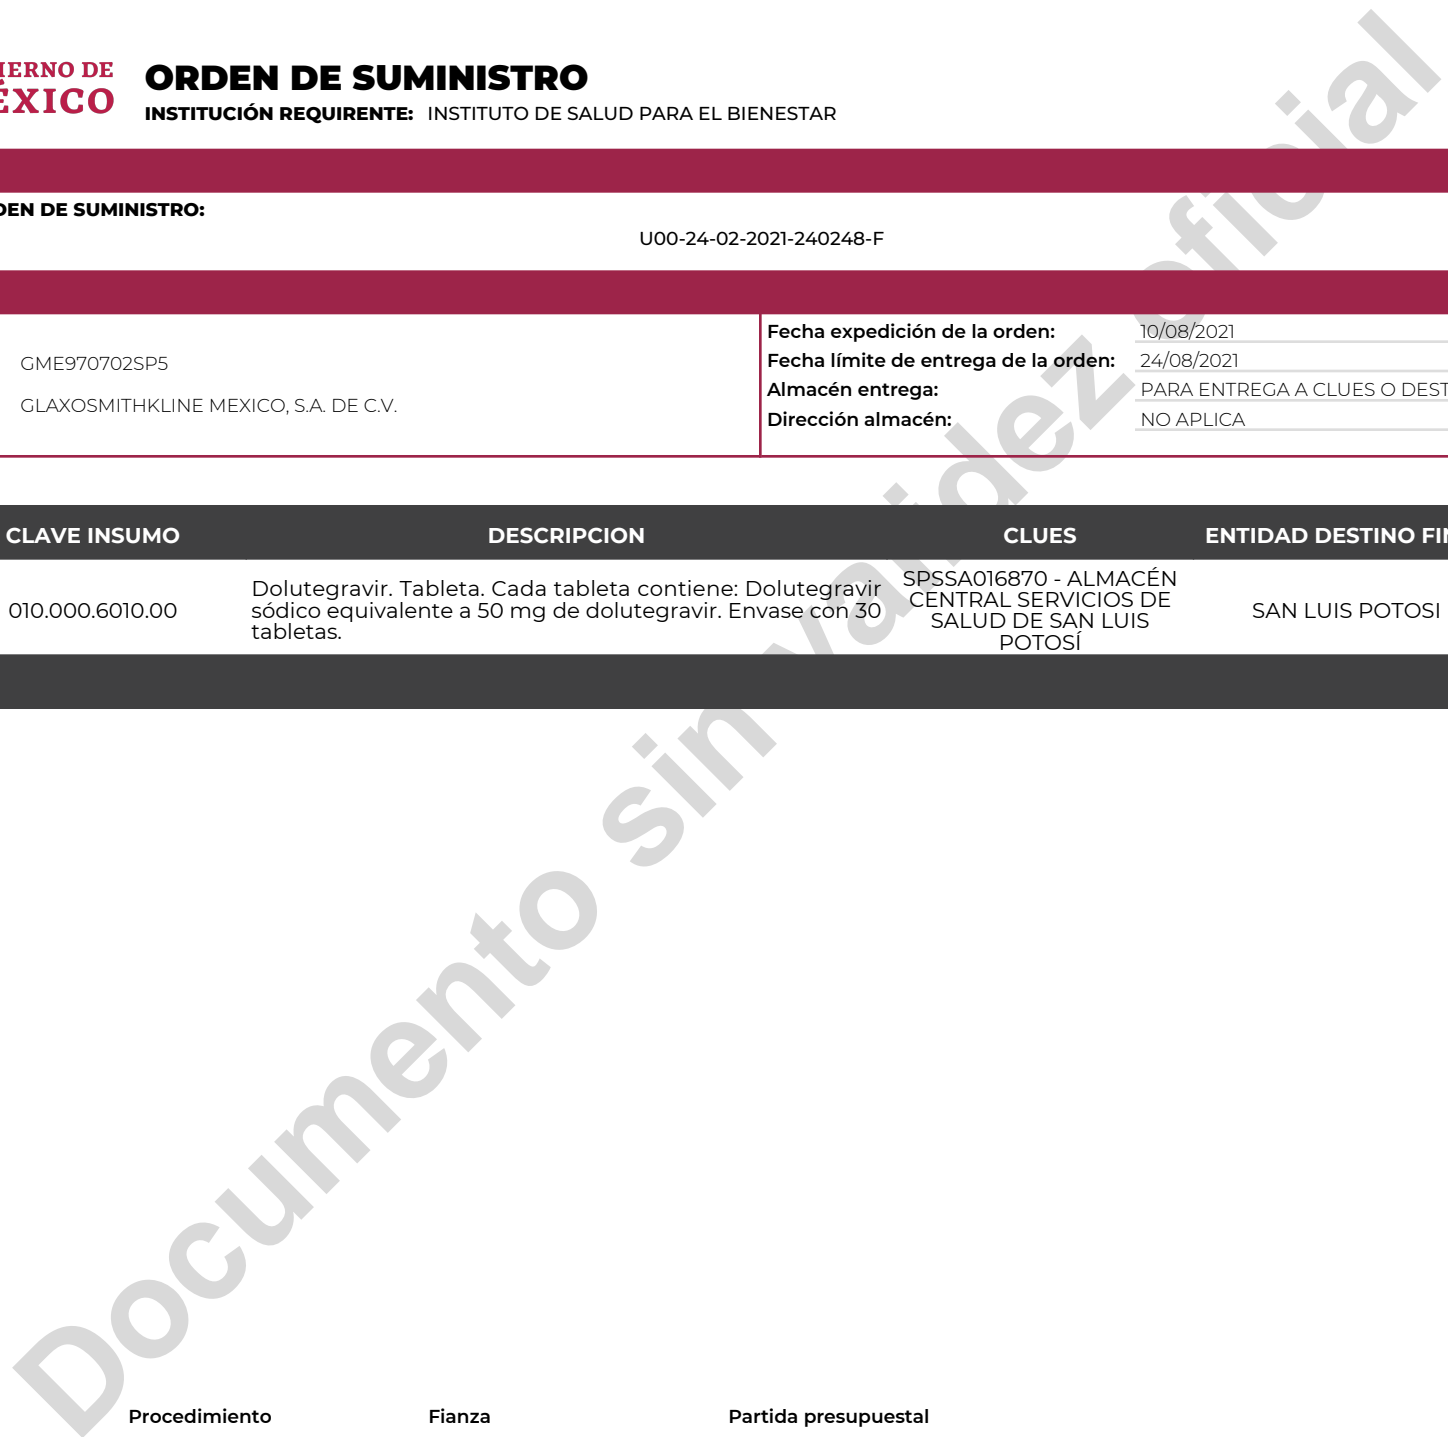 IERNO DE
ÉXICO
ORDEN DE SUMINISTRO
INSTITUCIÓN REQUIRENTE: INSTITUTO DE SALUD PARA EL BIENESTAR
DEN DE SUMINISTRO:
U00-24-02-2021-240248-F
GME970702SP5
GLAXOSMITHKLINE MEXICO, S.A. DE C.V.
Fecha expedición de la orden: 10/08/2021
Fecha límite de entrega de la orden: 24/08/2021
Almacén entrega: PARA ENTREGA A CLUES O DEST
Dirección almacén: NO APLICA
CLAVE INSUMO DESCRIPCION CLUES ENTIDAD DESTINO FIN
010.000.6010.00
Dolutegravir. Tableta. Cada tableta contiene: Dolutegravir
sódico equivalente a 50 mg de dolutegravir. Envase con 30
tabletas.
SPSSA016870 - ALMACÉN
CENTRAL SERVICIOS DE
SALUD DE SAN LUIS
POTOSÍ
SAN LUIS POTOSI
Documento sin validez oficial
Procedimiento Fianza Partida presupuestal